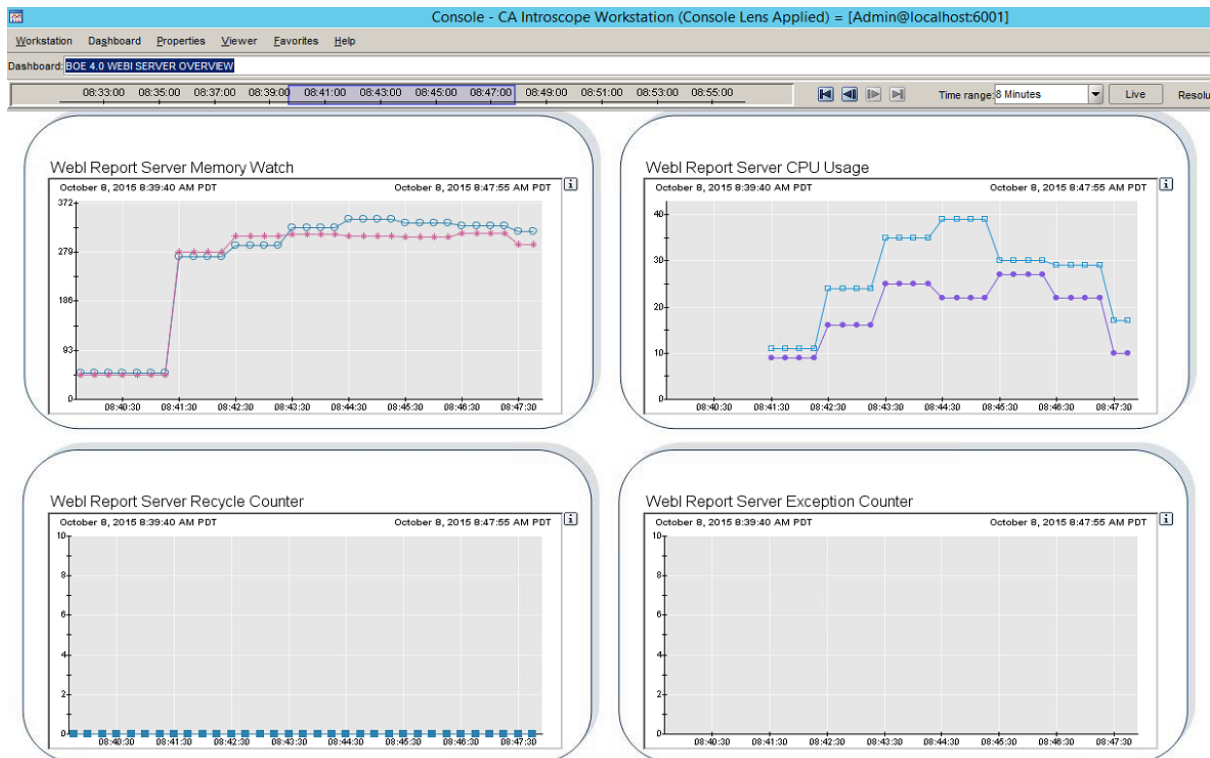 Console - CA Introscope Workstation (Console Lens Applied) = [Admin@localhost:6001]
Workstation Dashboard Properties Viewer Favorites Help
Dashboard: BOE 4.0 WEBI SERVER OVERVIEW
08:33:00 08:35:00 08:37:00 08:39:00 08:41:00 08:43:00 08:45:00 08:47:00 08:49:00 08:51:00 08:53:00 08:55:00 Time range: 8 Minutes Live Resolu
WebI Report Server Memory Watch
October 8, 2015 8:39:40 AM PDT October 8, 2015 8:47:55 AM PDT
372
279
186
93
0
08:40:30 08:41:30 08:42:30 08:43:30 08:44:30 08:45:30 08:46:30 08:47:30
WebI Report Server CPU Usage
October 8, 2015 8:39:40 AM PDT October 8, 2015 8:47:55 AM PDT
40
30
20
10
0
08:40:30 08:41:30 08:42:30 08:43:30 08:44:30 08:45:30 08:46:30 08:47:30
WebI Report Server Recycle Counter
October 8, 2015 8:39:40 AM PDT October 8, 2015 8:47:55 AM PDT
10
8
6
4
2
0
08:40:30 08:41:30 08:42:30 08:43:30 08:44:30 08:45:30 08:46:30 08:47:30
WebI Report Server Exception Counter
October 8, 2015 8:39:40 AM PDT October 8, 2015 8:47:55 AM PDT
10
8
6
4
2
0
08:40:30 08:41:30 08:42:30 08:43:30 08:44:30 08:45:30 08:46:30 08:47:30